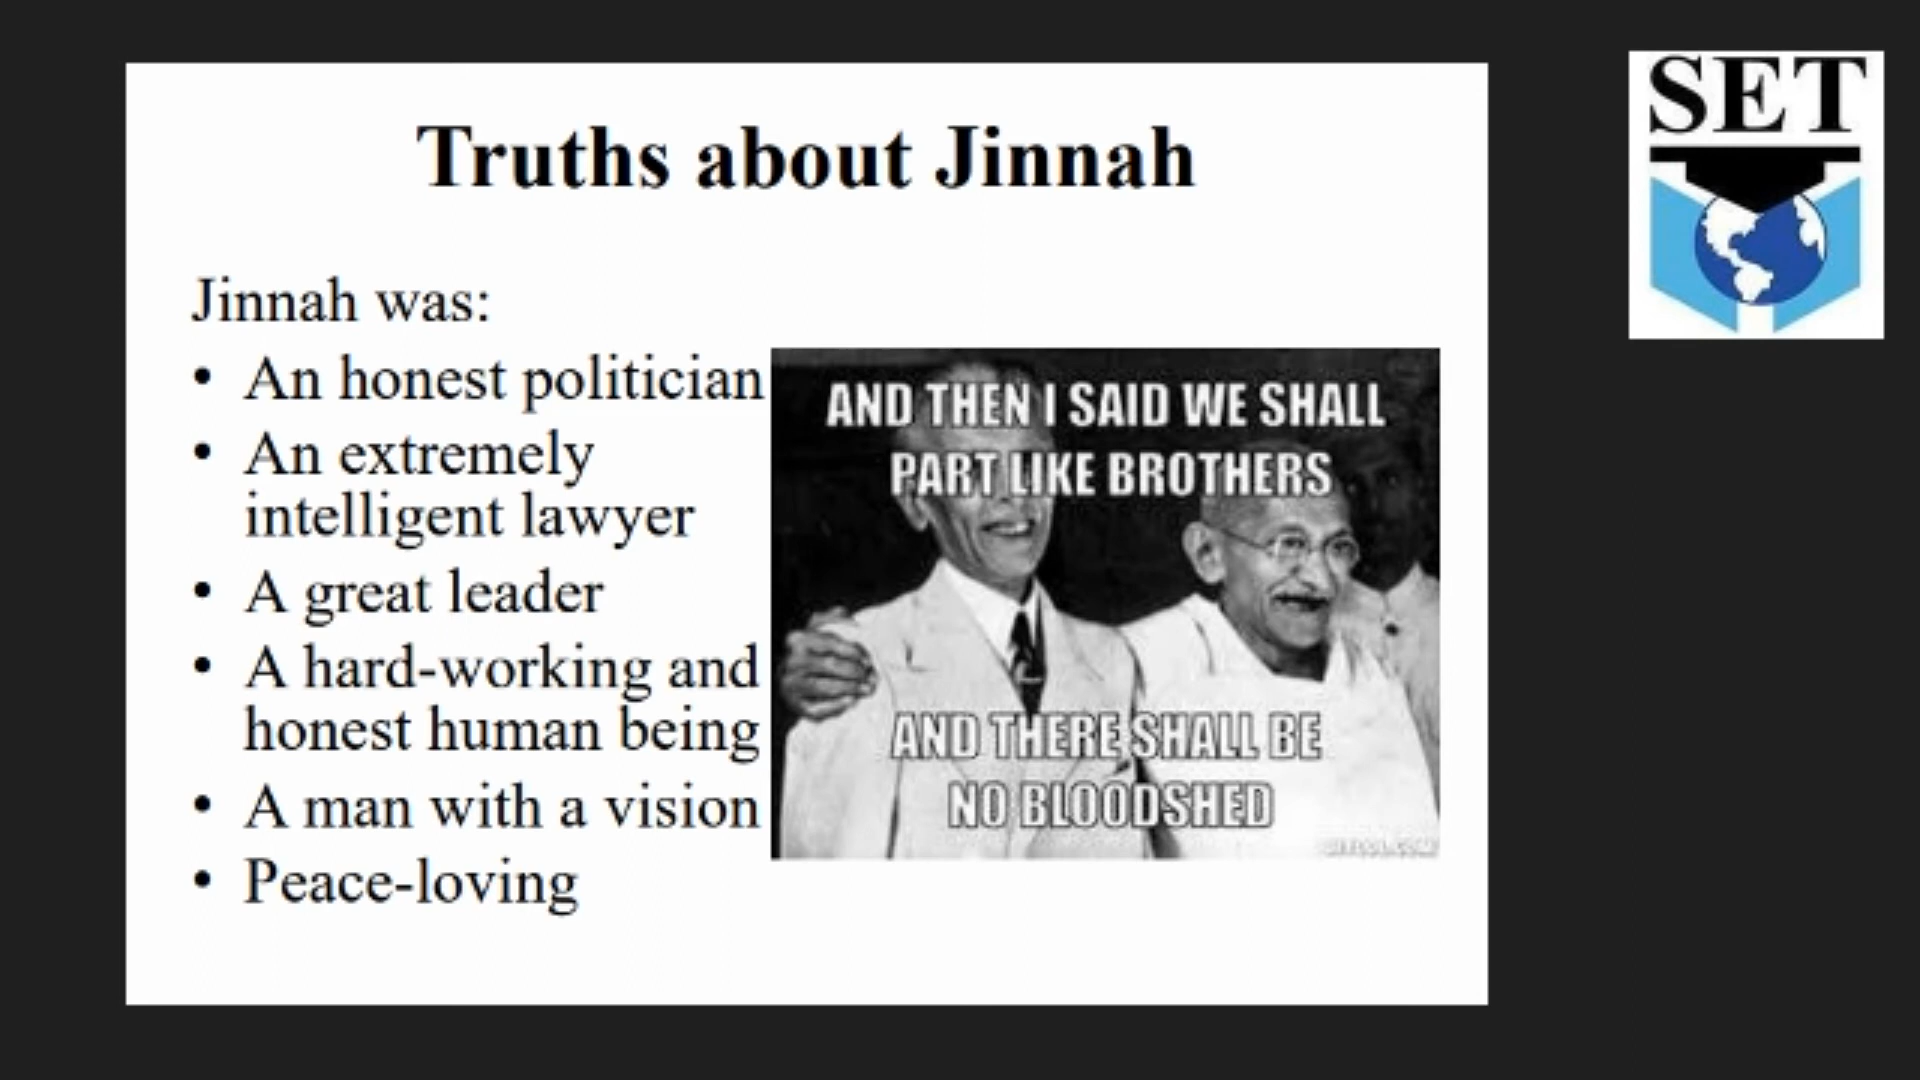 SET
Truths about Jinnah
Jinnah was:
• An honest politician
• An extremely
intelligent lawyer
• A great leader
• A hard-working and
honest human being
• A man with a vision
• Peace-loving
AND THEN I SAID WE SHALL
PART LIKE BROTHERS
AND THERE SHALL BE
NO BLOODSHED